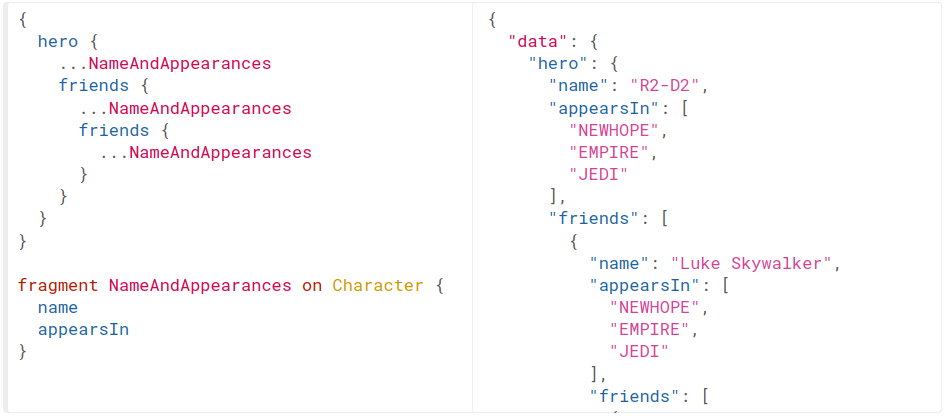 {
  hero {
    ...NameAndAppearances
    friends {
      ...NameAndAppearances
      friends {
        ...NameAndAppearances
      }
    }
  }
}

fragment NameAndAppearances on Character {
  name
  appearsIn
}

{
  "data": {
    "hero": {
      "name": "R2-D2",
      "appearsIn": [
        "NEWHOPE",
        "EMPIRE",
        "JEDI"
      ],
      "friends": [
        {
          "name": "Luke Skywalker",
          "appearsIn": [
            "NEWHOPE",
            "EMPIRE",
            "JEDI"
          ],
          "friends": [